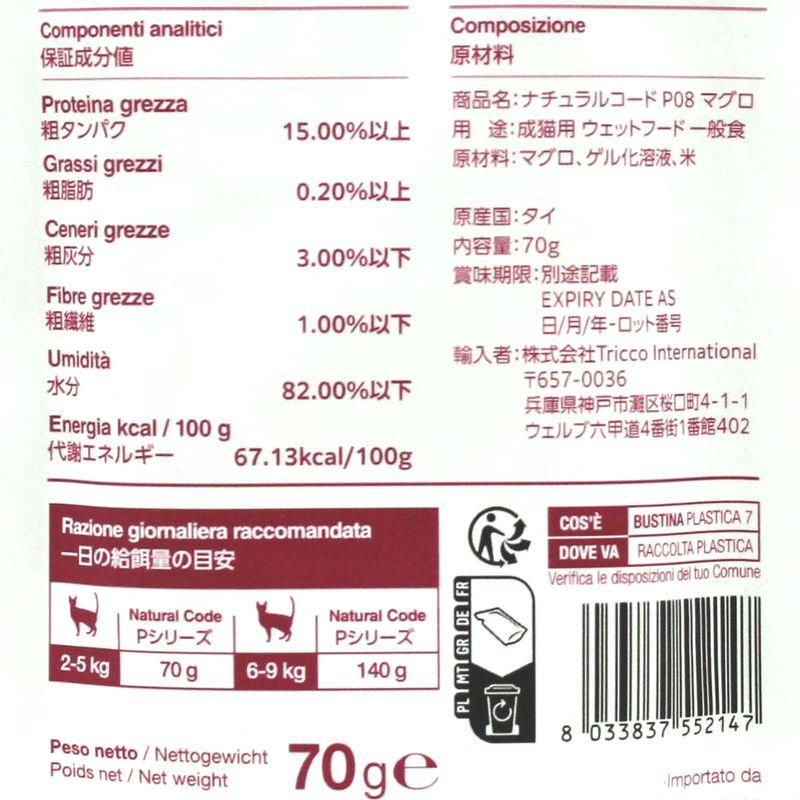 Componenti analitici
保証成分値
Proteina grezza
粗タンパク 15.00%以上
Grassi grezzi
粗脂肪 0.20%以上
Ceneri grezze
粗灰分 3.00%以下
Fibre grezze
粗繊維 1.00%以下
Umidità
水分 82.00%以下
Energia kcal / 100 g
代謝エネルギー 67.13kcal/100g
Composizione
原材料
商品名:ナチュラルコード P08 マグロ
用 途:成猫用 ウェットフード 一般食
原材料:マグロ、ゲル化溶液、米
原産国:タイ
内容量:70g
賞味期限:別途記載
EXPIRY DATE AS
日/月/年-ロット番号
輸入者:株式会社Tricco International
〒657-0036
兵庫県神戸市灘区桜口町4-1-1
ウェルブ六甲道4番街1番館402
Razione giornaliera raccomandata
一日の給餌量の目安
Natural Code
Pシリーズ
Natural Code
Pシリーズ
2-5 kg 70 g 6-9 kg 140 g
PL MT GR DE FR
COS'È BUSTINA PLASTICA 7
DOVE VA RACCOLTA PLASTICA
Verifica le disposizioni del tuo Comune
8 033837 552147
Peso netto / Nettogewicht
Poids net / Net weight
70g℮
Importato da